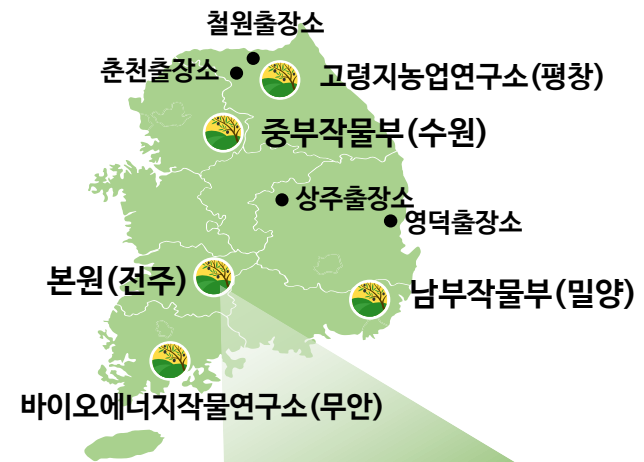 철원출장소
춘천출장소
고령지농업연구소(평창)
중부작물부(수원)
상주출장소
영덕출장소
본원(전주)
남부작물부(밀양)
바이오에너지작물연구소(무안)